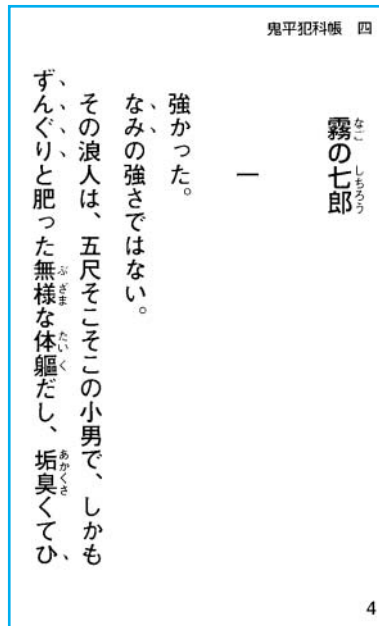 鬼平犯科帳 四
霧の七郎
一
強かった。
なみの強さではない。
その浪人は、五尺そこそこの小男で、しかも
ずんぐりと肥った無様な体軀だし、垢臭くてひ
4